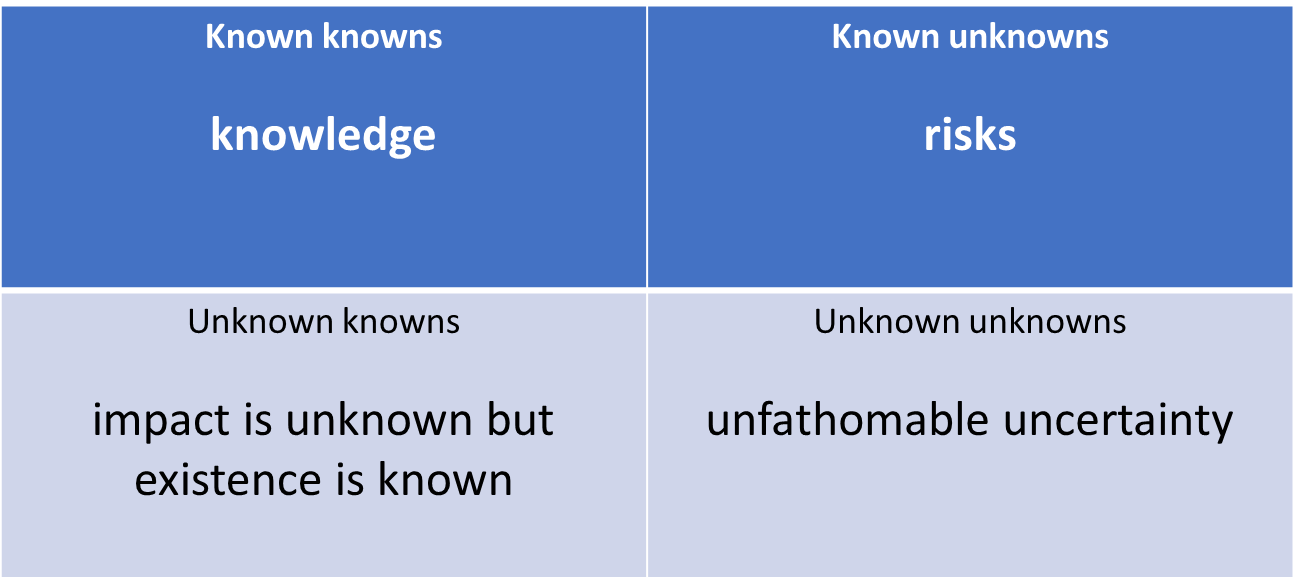 Known knowns
knowledge
Known unknowns
risks
Unknown knowns
impact is unknown but
existence is known
Unknown unknowns
unfathomable uncertainty